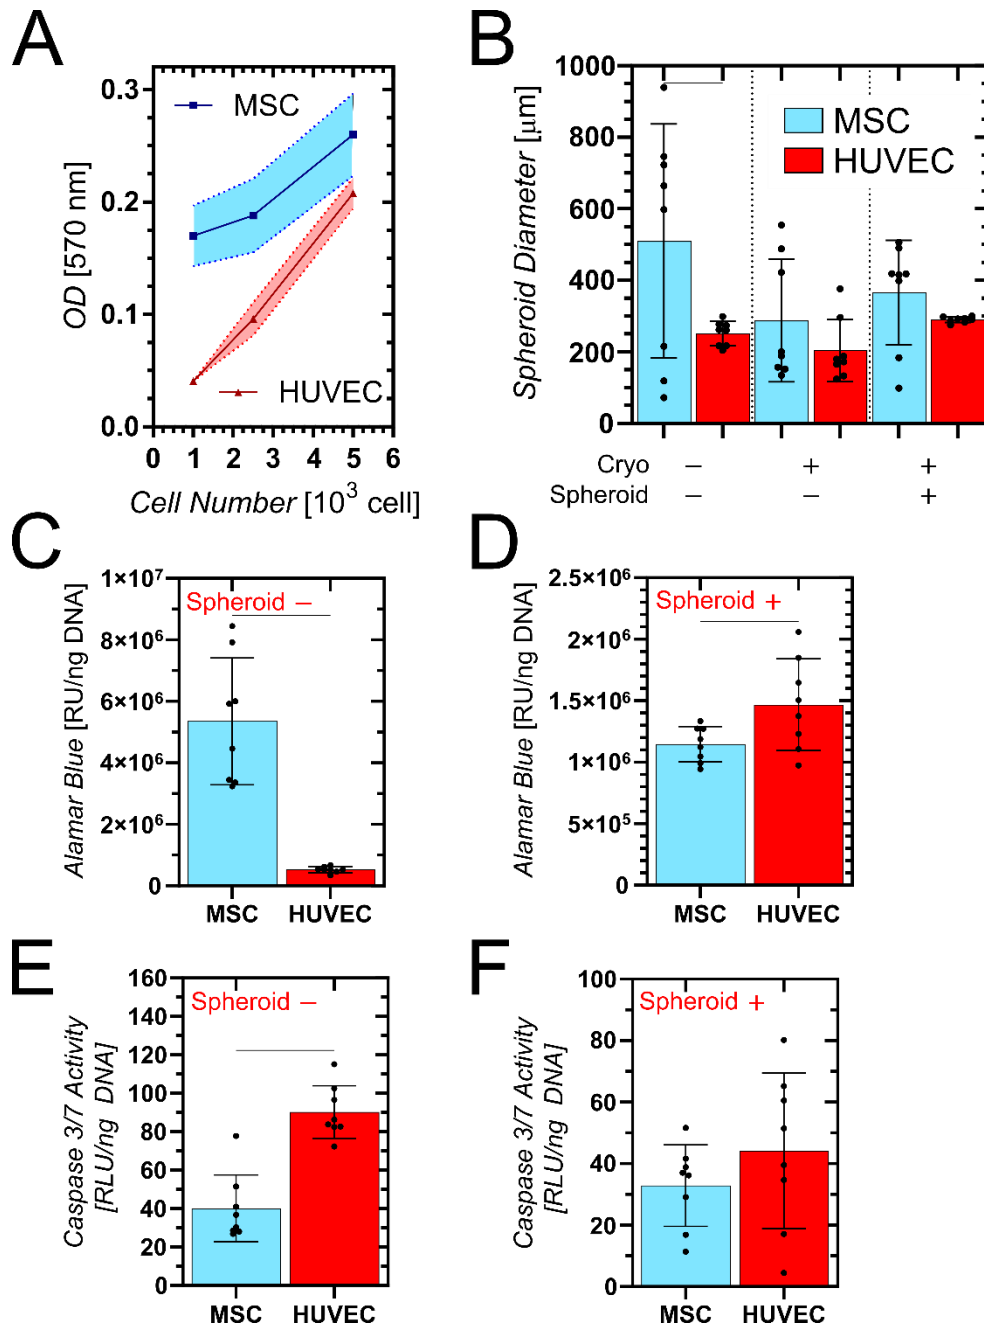 A
OD [570 nm]
0.3
0.2
0.1
0.0
MSC
HUVEC
0 1 2 3 4 5 6
Cell Number [10³ cell]
B
Spheroid Diameter [μm]
1000
800
600
400
200
0
MSC
HUVEC
Cryo − + +
Spheroid − − +
C
Alamar Blue [RU/ng DNA]
1×10⁷
8×10⁶
6×10⁶
4×10⁶
2×10⁶
0
Spheroid −
MSC HUVEC
D
Alamar Blue [RU/ng DNA]
2.5×10⁶
2×10⁶
1.5×10⁶
1×10⁶
5×10⁵
0
Spheroid +
MSC HUVEC
E
Caspase 3/7 Activity
[RLU/ng DNA]
160
140
120
100
80
60
40
20
0
Spheroid −
MSC HUVEC
F
Caspase 3/7 Activity
[RLU/ng DNA]
100
80
60
40
20
0
Spheroid +
MSC HUVEC